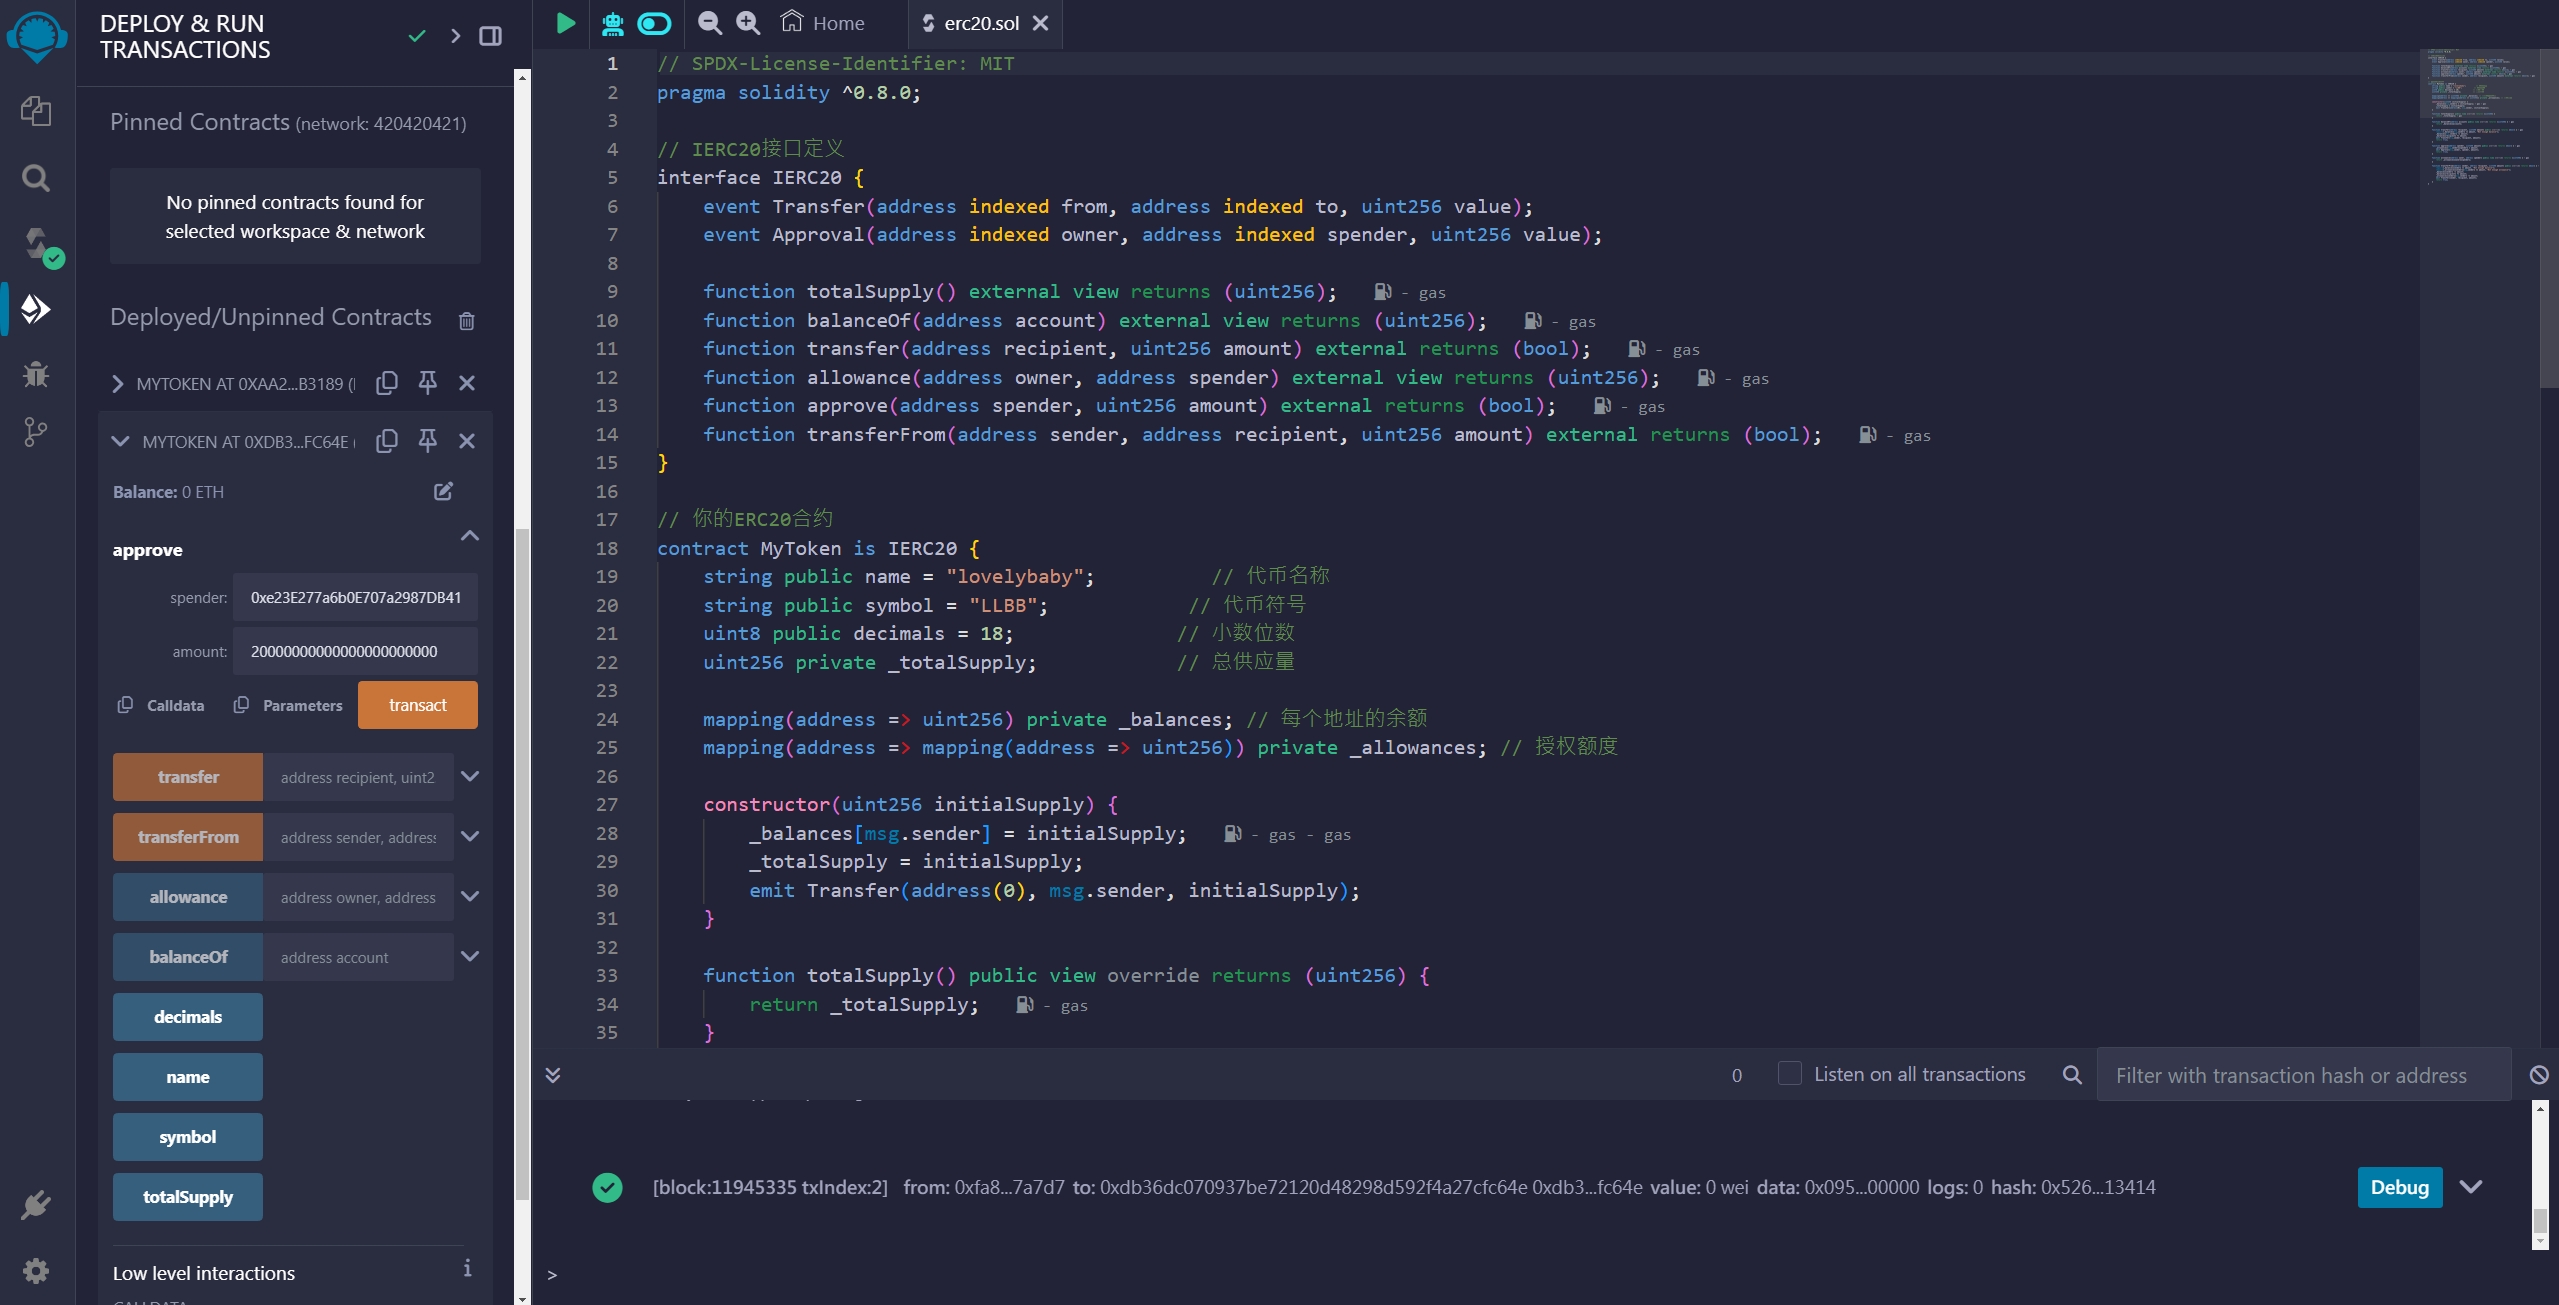 DEPLOY & RUN
TRANSACTIONS
Pinned Contracts (network: 420420421)
No pinned contracts found for
selected workspace & network
Deployed/Unpinned Contracts
MYTOKEN AT 0XAA2...B3189 (
MYTOKEN AT 0XDB3...FC64E (
Balance: 0 ETH
approve
spender: 0xe23E277a6b0E707a2987DB41
amount: 20000000000000000000000
Calldata Parameters transact
transfer address recipient, uint2
transferFrom address sender, address
allowance address owner, address
balanceOf address account
decimals
name
symbol
totalSupply
Low level interactions i
CALLDATA
Home erc20.sol
1 // SPDX-License-Identifier: MIT
2 pragma solidity ^0.8.0;
3
4 // IERC20接口定义
5 interface IERC20 {
6 event Transfer(address indexed from, address indexed to, uint256 value);
7 event Approval(address indexed owner, address indexed spender, uint256 value);
8
9 function totalSupply() external view returns (uint256); - gas
10 function balanceOf(address account) external view returns (uint256); - gas
11 function transfer(address recipient, uint256 amount) external returns (bool); - gas
12 function allowance(address owner, address spender) external view returns (uint256); - gas
13 function approve(address spender, uint256 amount) external returns (bool); - gas
14 function transferFrom(address sender, address recipient, uint256 amount) external returns (bool); - gas
15 }
16
17 // 你的ERC20合约
18 contract MyToken is IERC20 {
19 string public name = "lovelybaby"; // 代币名称
20 string public symbol = "LLBB"; // 代币符号
21 uint8 public decimals = 18; // 小数位数
22 uint256 private _totalSupply; // 总供应量
23
24 mapping(address => uint256) private _balances; // 每个地址的余额
25 mapping(address => mapping(address => uint256)) private _allowances; // 授权额度
26
27 constructor(uint256 initialSupply) {
28 _balances[msg.sender] = initialSupply; - gas - gas
29 _totalSupply = initialSupply;
30 emit Transfer(address(0), msg.sender, initialSupply);
31 }
32
33 function totalSupply() public view override returns (uint256) {
34 return _totalSupply; - gas
35 }
0 Listen on all transactions Filter with transaction hash or address
[block:11945335 txIndex:2] from: 0xfa8...7a7d7 to: 0xdb36dc070937be72120d48298d592f4a27cfc64e 0xdb3...fc64e value: 0 wei data: 0x095...00000 logs: 0 hash: 0x526...13414 Debug
>